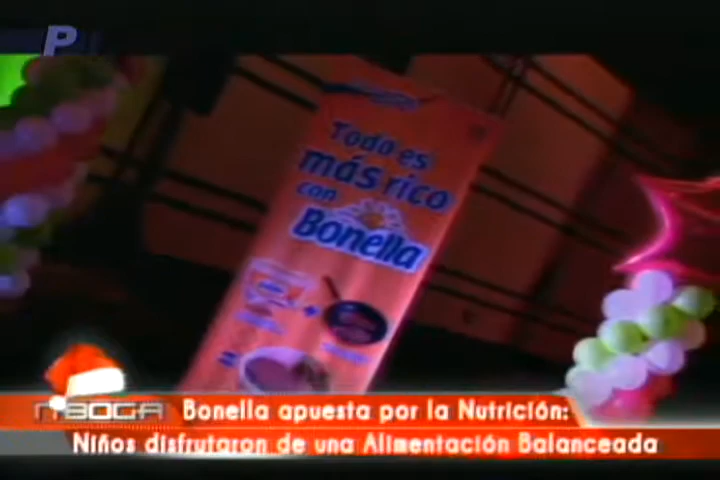 P
Todo es
más rico
con
Bonella
+
=
n BOGA
Bonella apuesta por la Nutrición:
Niños disfrutaron de una Alimentación Balanceada